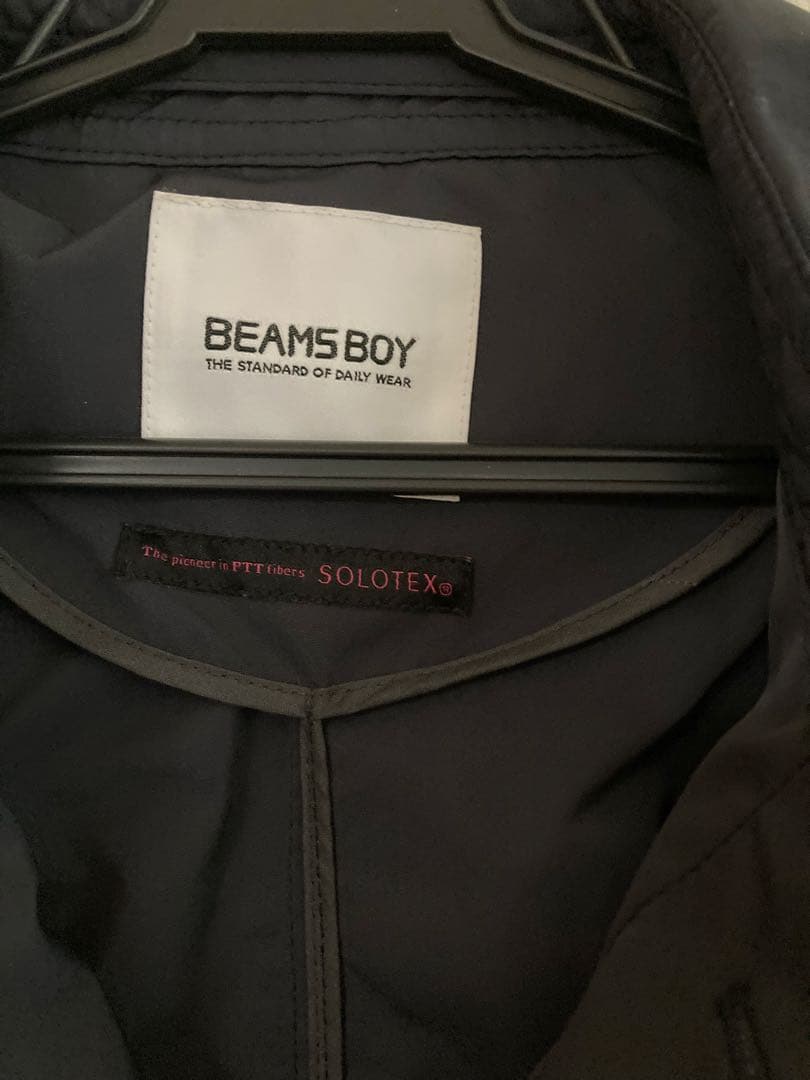 BEAMS BOY
THE STANDARD OF DAILY WEAR
The pioneer in PTT fibers SOLOTEX®